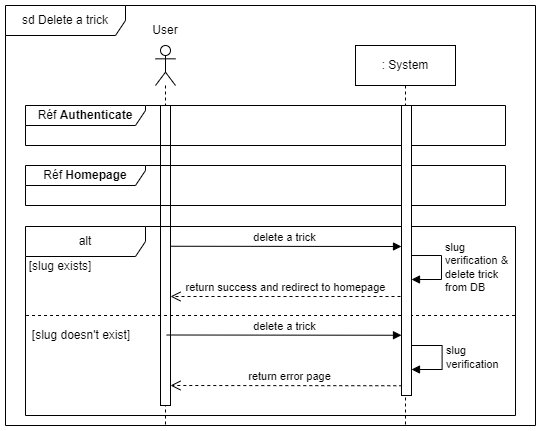 sd Delete a trick
User
: System
Réf Authenticate
Réf Homepage
alt
[slug exists]
delete a trick
slug
verification &
delete trick
from DB
return success and redirect to homepage
[slug doesn't exist]
delete a trick
slug
verification
return error page